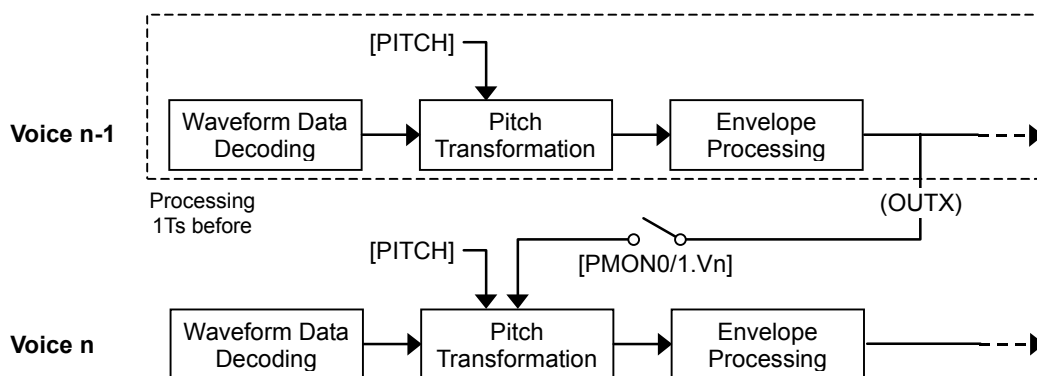 [PITCH]
Voice n-1
Waveform Data
Decoding
Pitch
Transformation
Envelope
Processing
Processing
1Ts before
(OUTX)
[PITCH]
[PMON0/1.Vn]
Voice n
Waveform Data
Decoding
Pitch
Transformation
Envelope
Processing